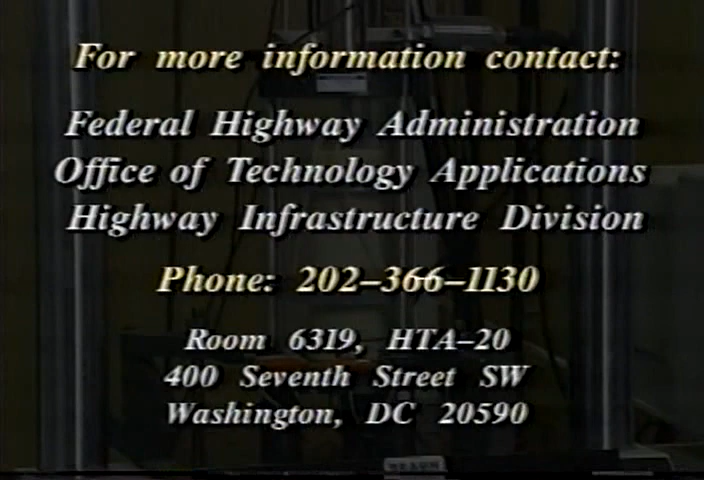 For more information contact:
Federal Highway Administration
Office of Technology Applications
Highway Infrastructure Division
Phone: 202–366–1130
Room 6319, HTA–20
400 Seventh Street SW
Washington, DC 20590